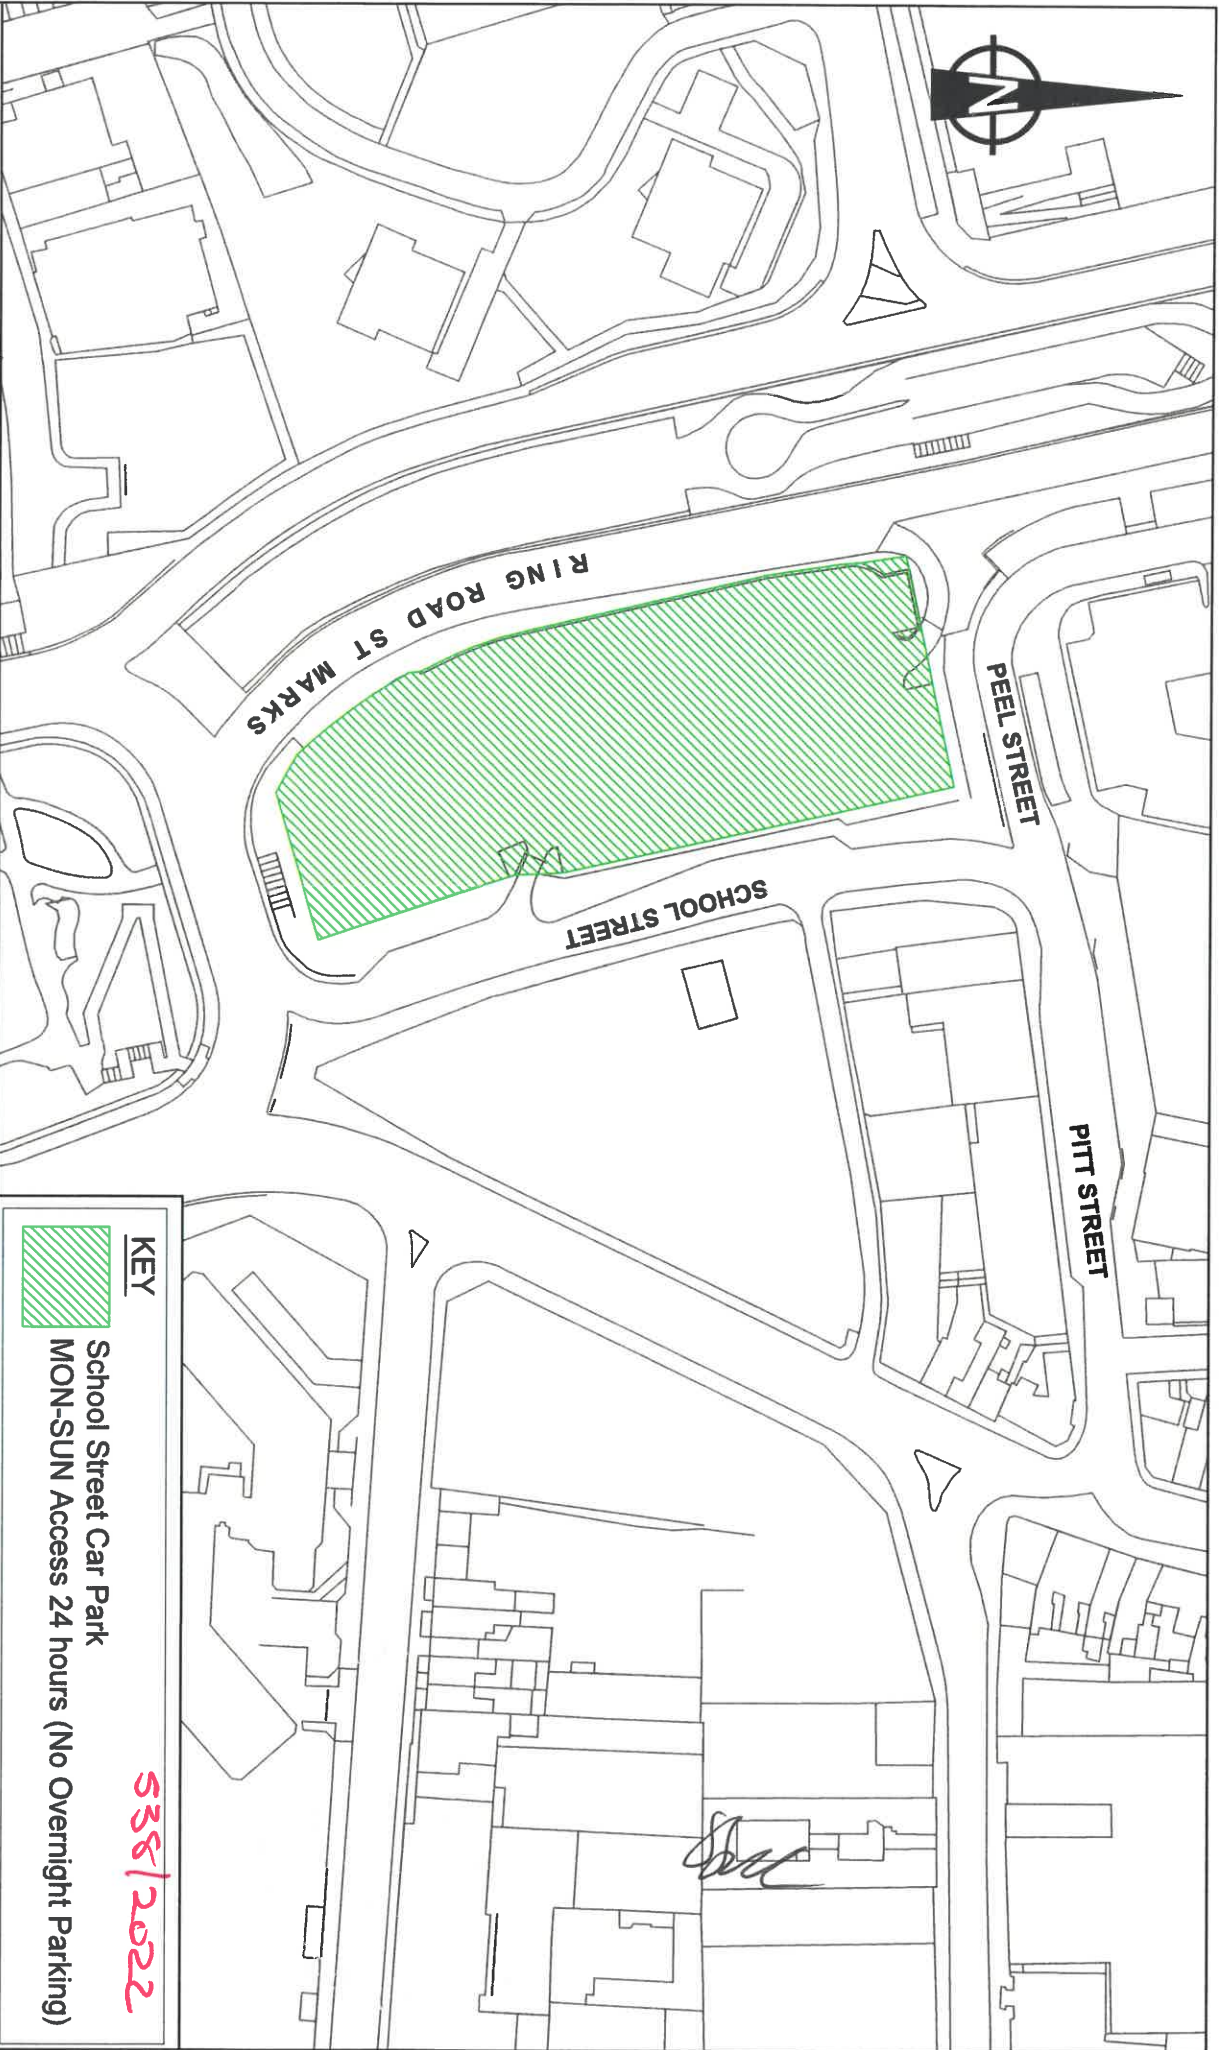 N
RING ROAD ST MARKS
PEEL STREET
SCHOOL STREET
PITT STREET
KEY
School Street Car Park
MON-SUN Access 24 hours (No Overnight Parking)
538/2022